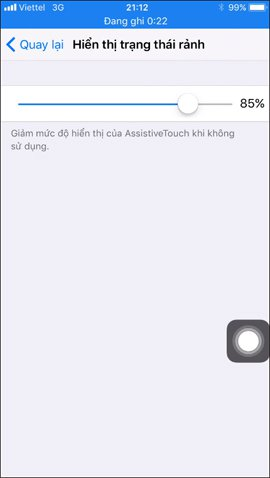 Viettel 3G 21:12 99%
Đang ghi 0:22
Quay lại Hiển thị trạng thái rảnh
85%
Giảm mức độ hiển thị của AssistiveTouch khi không
sử dụng.